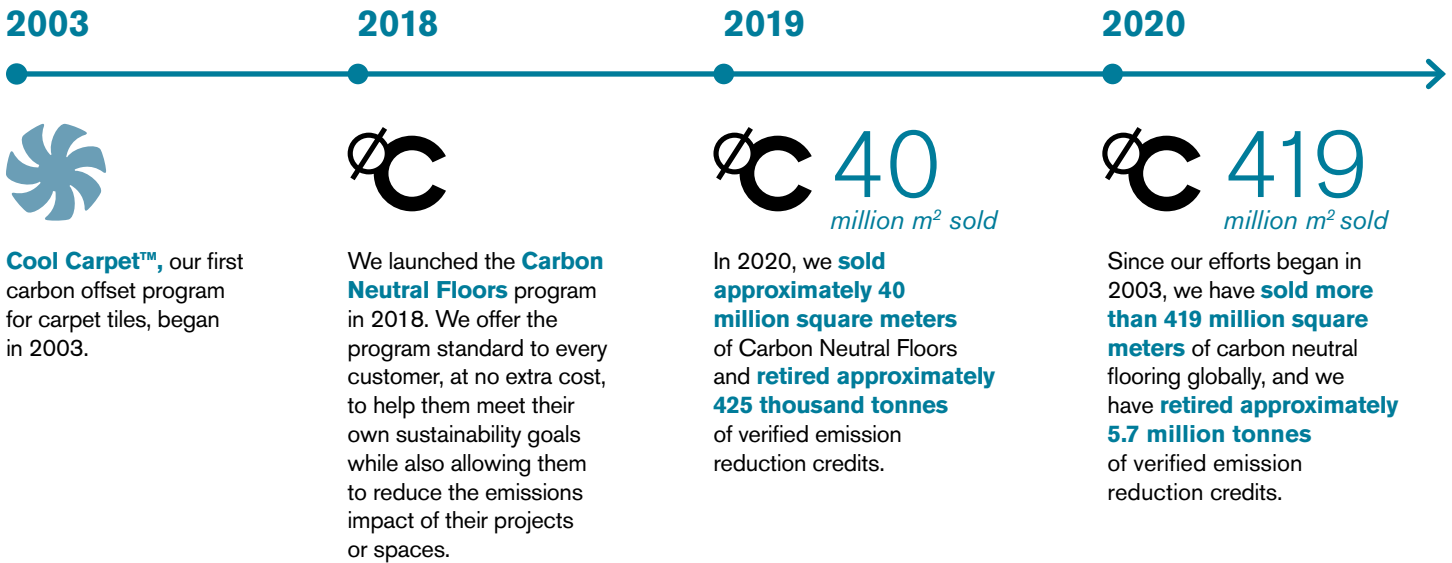 2003
Cool Carpet™, our first
carbon offset program
for carpet tiles, began
in 2003.
2018
°C
We launched the Carbon
Neutral Floors program
in 2018. We offer the
program standard to every
customer, at no extra cost,
to help them meet their
own sustainability goals
while also allowing them
to reduce the emissions
impact of their projects
or spaces.
2019
°C 40
million m² sold
In 2020, we sold
approximately 40
million square meters
of Carbon Neutral Floors
and retired approximately
425 thousand tonnes
of verified emission
reduction credits.
2020
°C 419
million m² sold
Since our efforts began in
2003, we have sold more
than 419 million square
meters of carbon neutral
flooring globally, and we
have retired approximately
5.7 million tonnes
of verified emission
reduction credits.